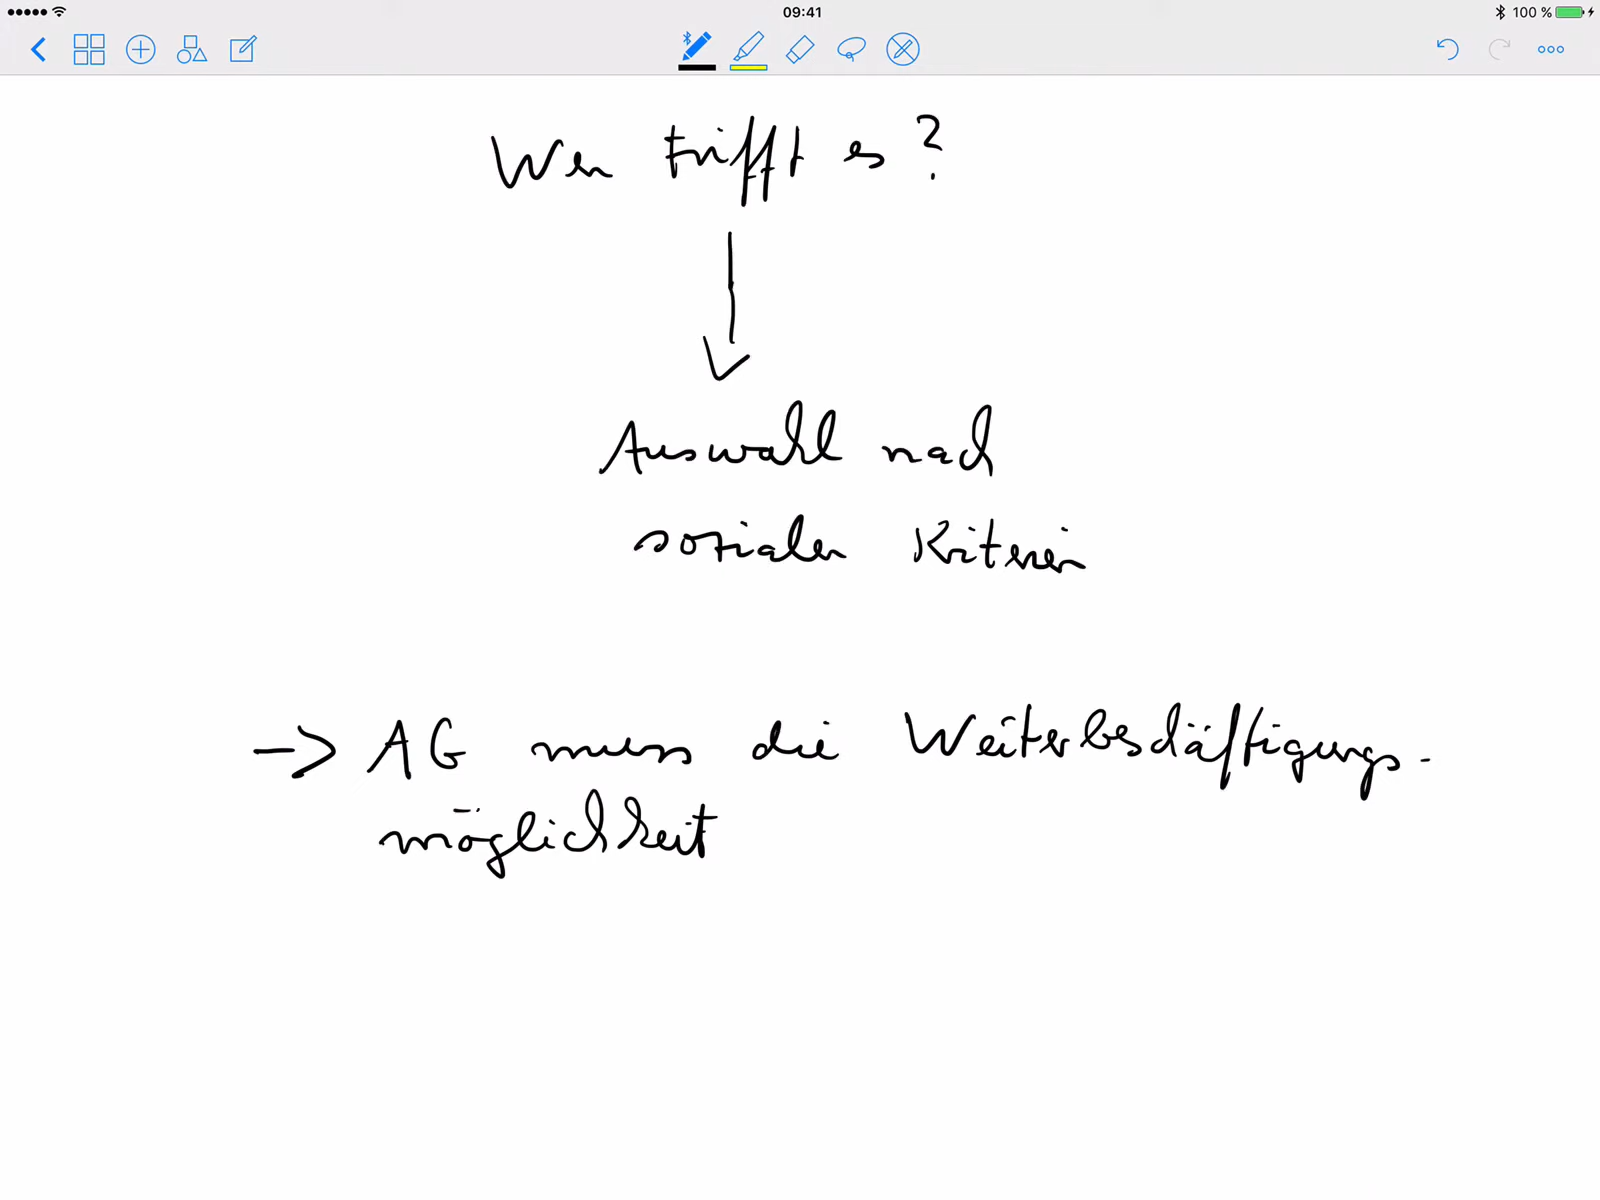 09:41
100 %
Wen trifft es?
Auswahl nach
sozialen Kriterien
-> AG muss die Weiterbeschäftigungs-
möglichkeit